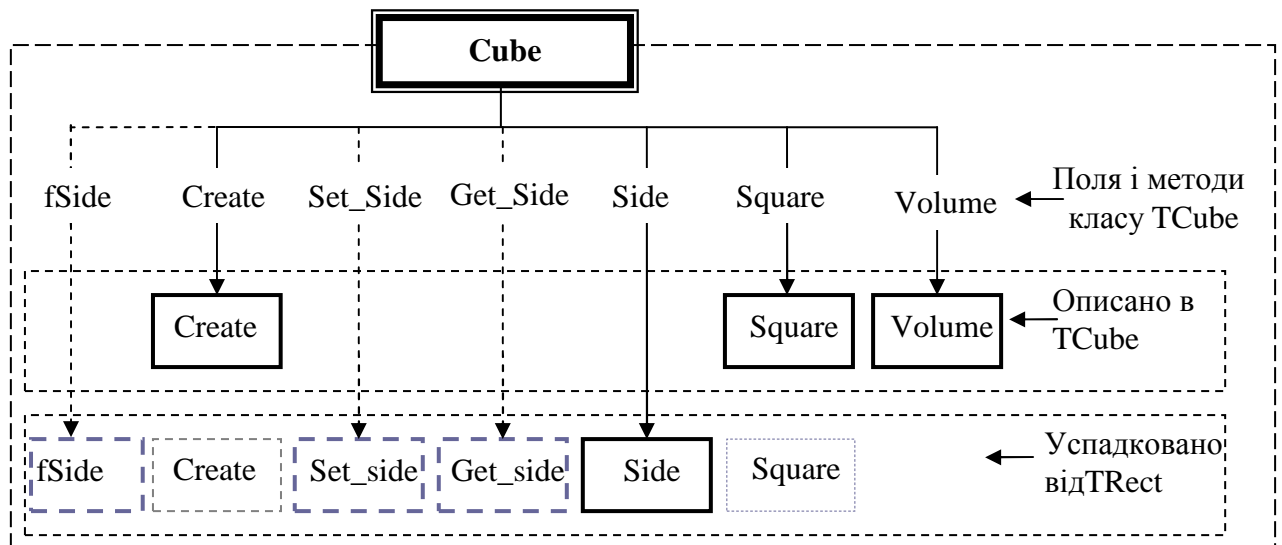 Cube
fSide Create Set_Side Get_Side Side Square Volume
Поля і методи
класу TCube
Create Square Volume
Описано в
TCube
fSide Create Set_side Get_side Side Square
Успадковано
відTRect